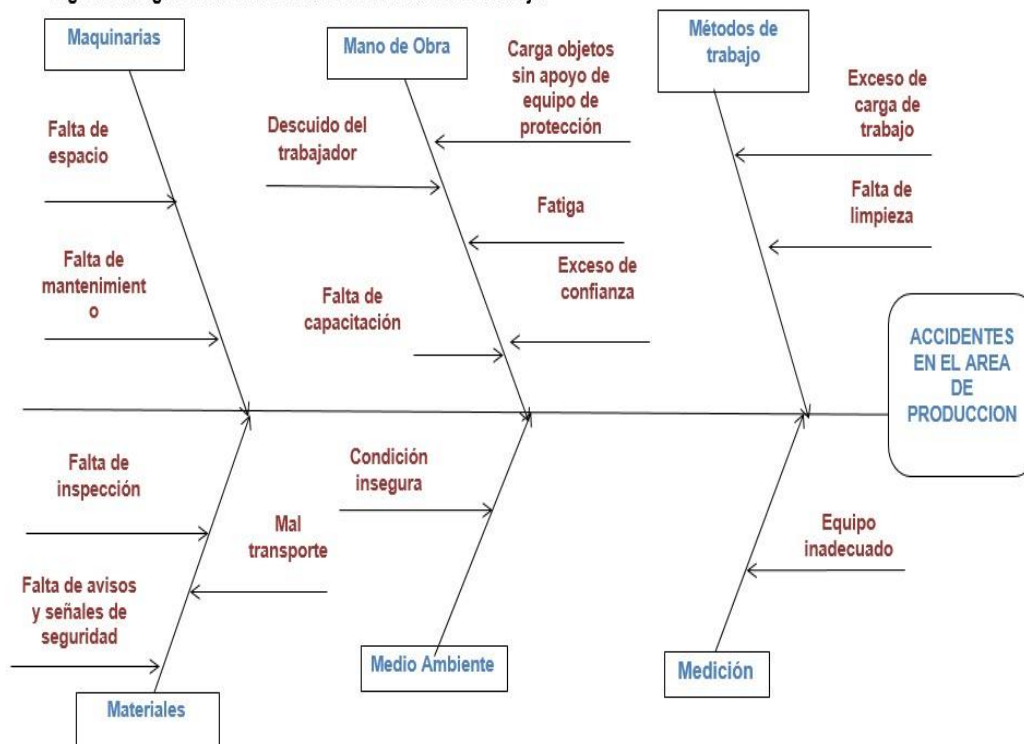 Maquinarias
Mano de Obra
Métodos de
trabajo
Carga objetos
sin apoyo de
equipo de
protección
Exceso de
carga de
trabajo
Falta de
espacio
Descuido del
trabajador
Fatiga
Falta de
limpieza
Falta de
mantenimient
o
Falta de
capacitación
Exceso de
confianza
ACCIDENTES
EN EL AREA
DE
PRODUCCION
Falta de
inspección
Mal
transporte
Condición
insegura
Equipo
inadecuado
Falta de avisos
y señales de
seguridad
Materiales
Medio Ambiente
Medición